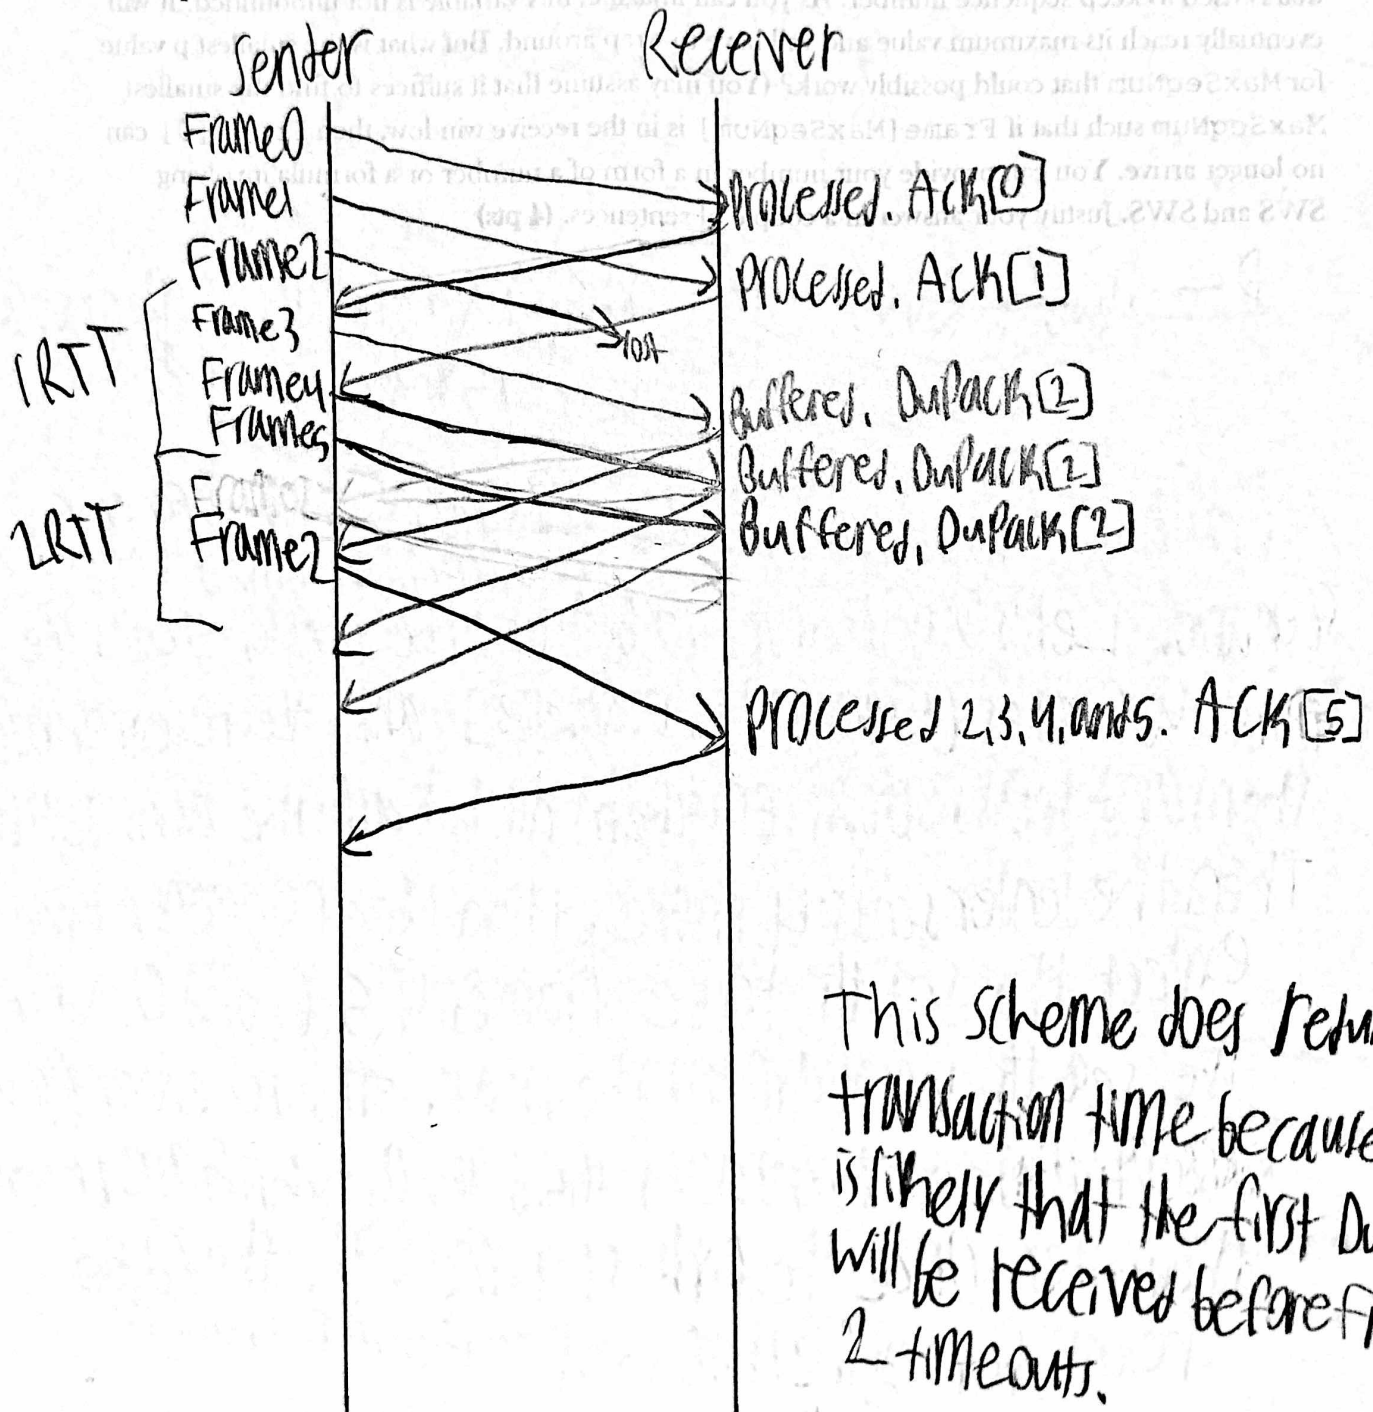 Sender Receiver
Frame0
Frame1
Frame2
Frame3
Frame4
Frame5
Frame2
1RTT
2RTT
lost
Processed. Ack[0]
Processed. Ack[1]
Buffered. DupAck[2]
Buffered. DupAck[2]
Buffered. DupAck[2]
Processed 2,3,4,and5. ACK[5]
This scheme does
transaction time because
is likely that the first
will be received before
2 timeouts.